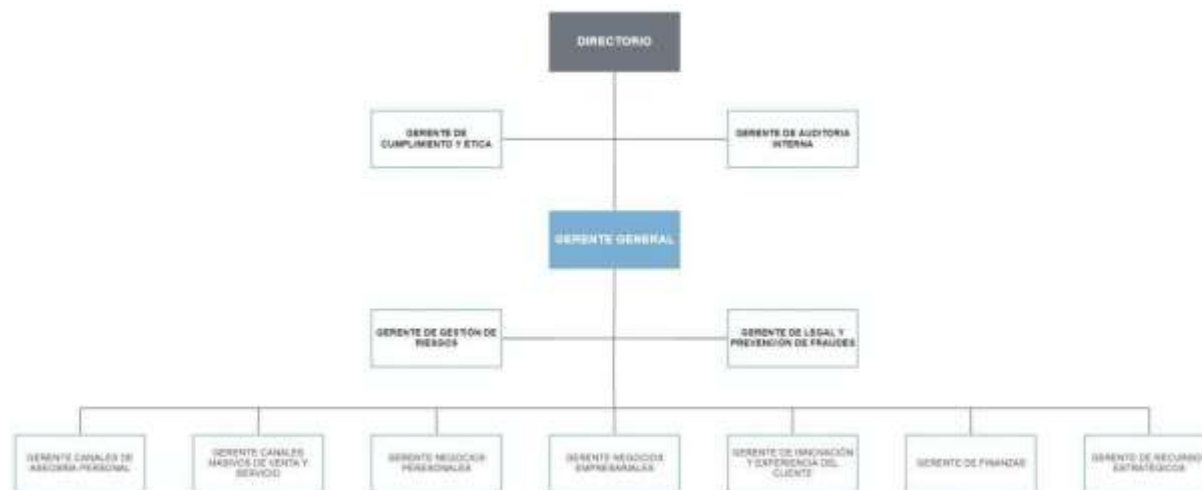 DIRECTORIO
GERENTE DE
CUMPLIMIENTO Y ÉTICA
GERENTE DE AUDITORIA
INTERNA
GERENTE GENERAL
GERENTE DE GESTIÓN DE
RIESGOS
GERENTE DE LEGAL Y
PREVENCIÓN DE FRAUDES
GERENTE CANALES DE
ASESORÍA PERSONAL
GERENTE CANALES
MASIVOS DE VENTA Y
SERVICIO
GERENTE NEGOCIOS
PERESONALES
GERENTE NEGOCIOS
EMPRESARIALES
GERENTE DE INNOVACIÓN
Y EXPERIENCIA DEL
CLIENTE
GERENTE DE FINANZAS
GERENTE DE RECURSOS
ESTRATÉGICOS